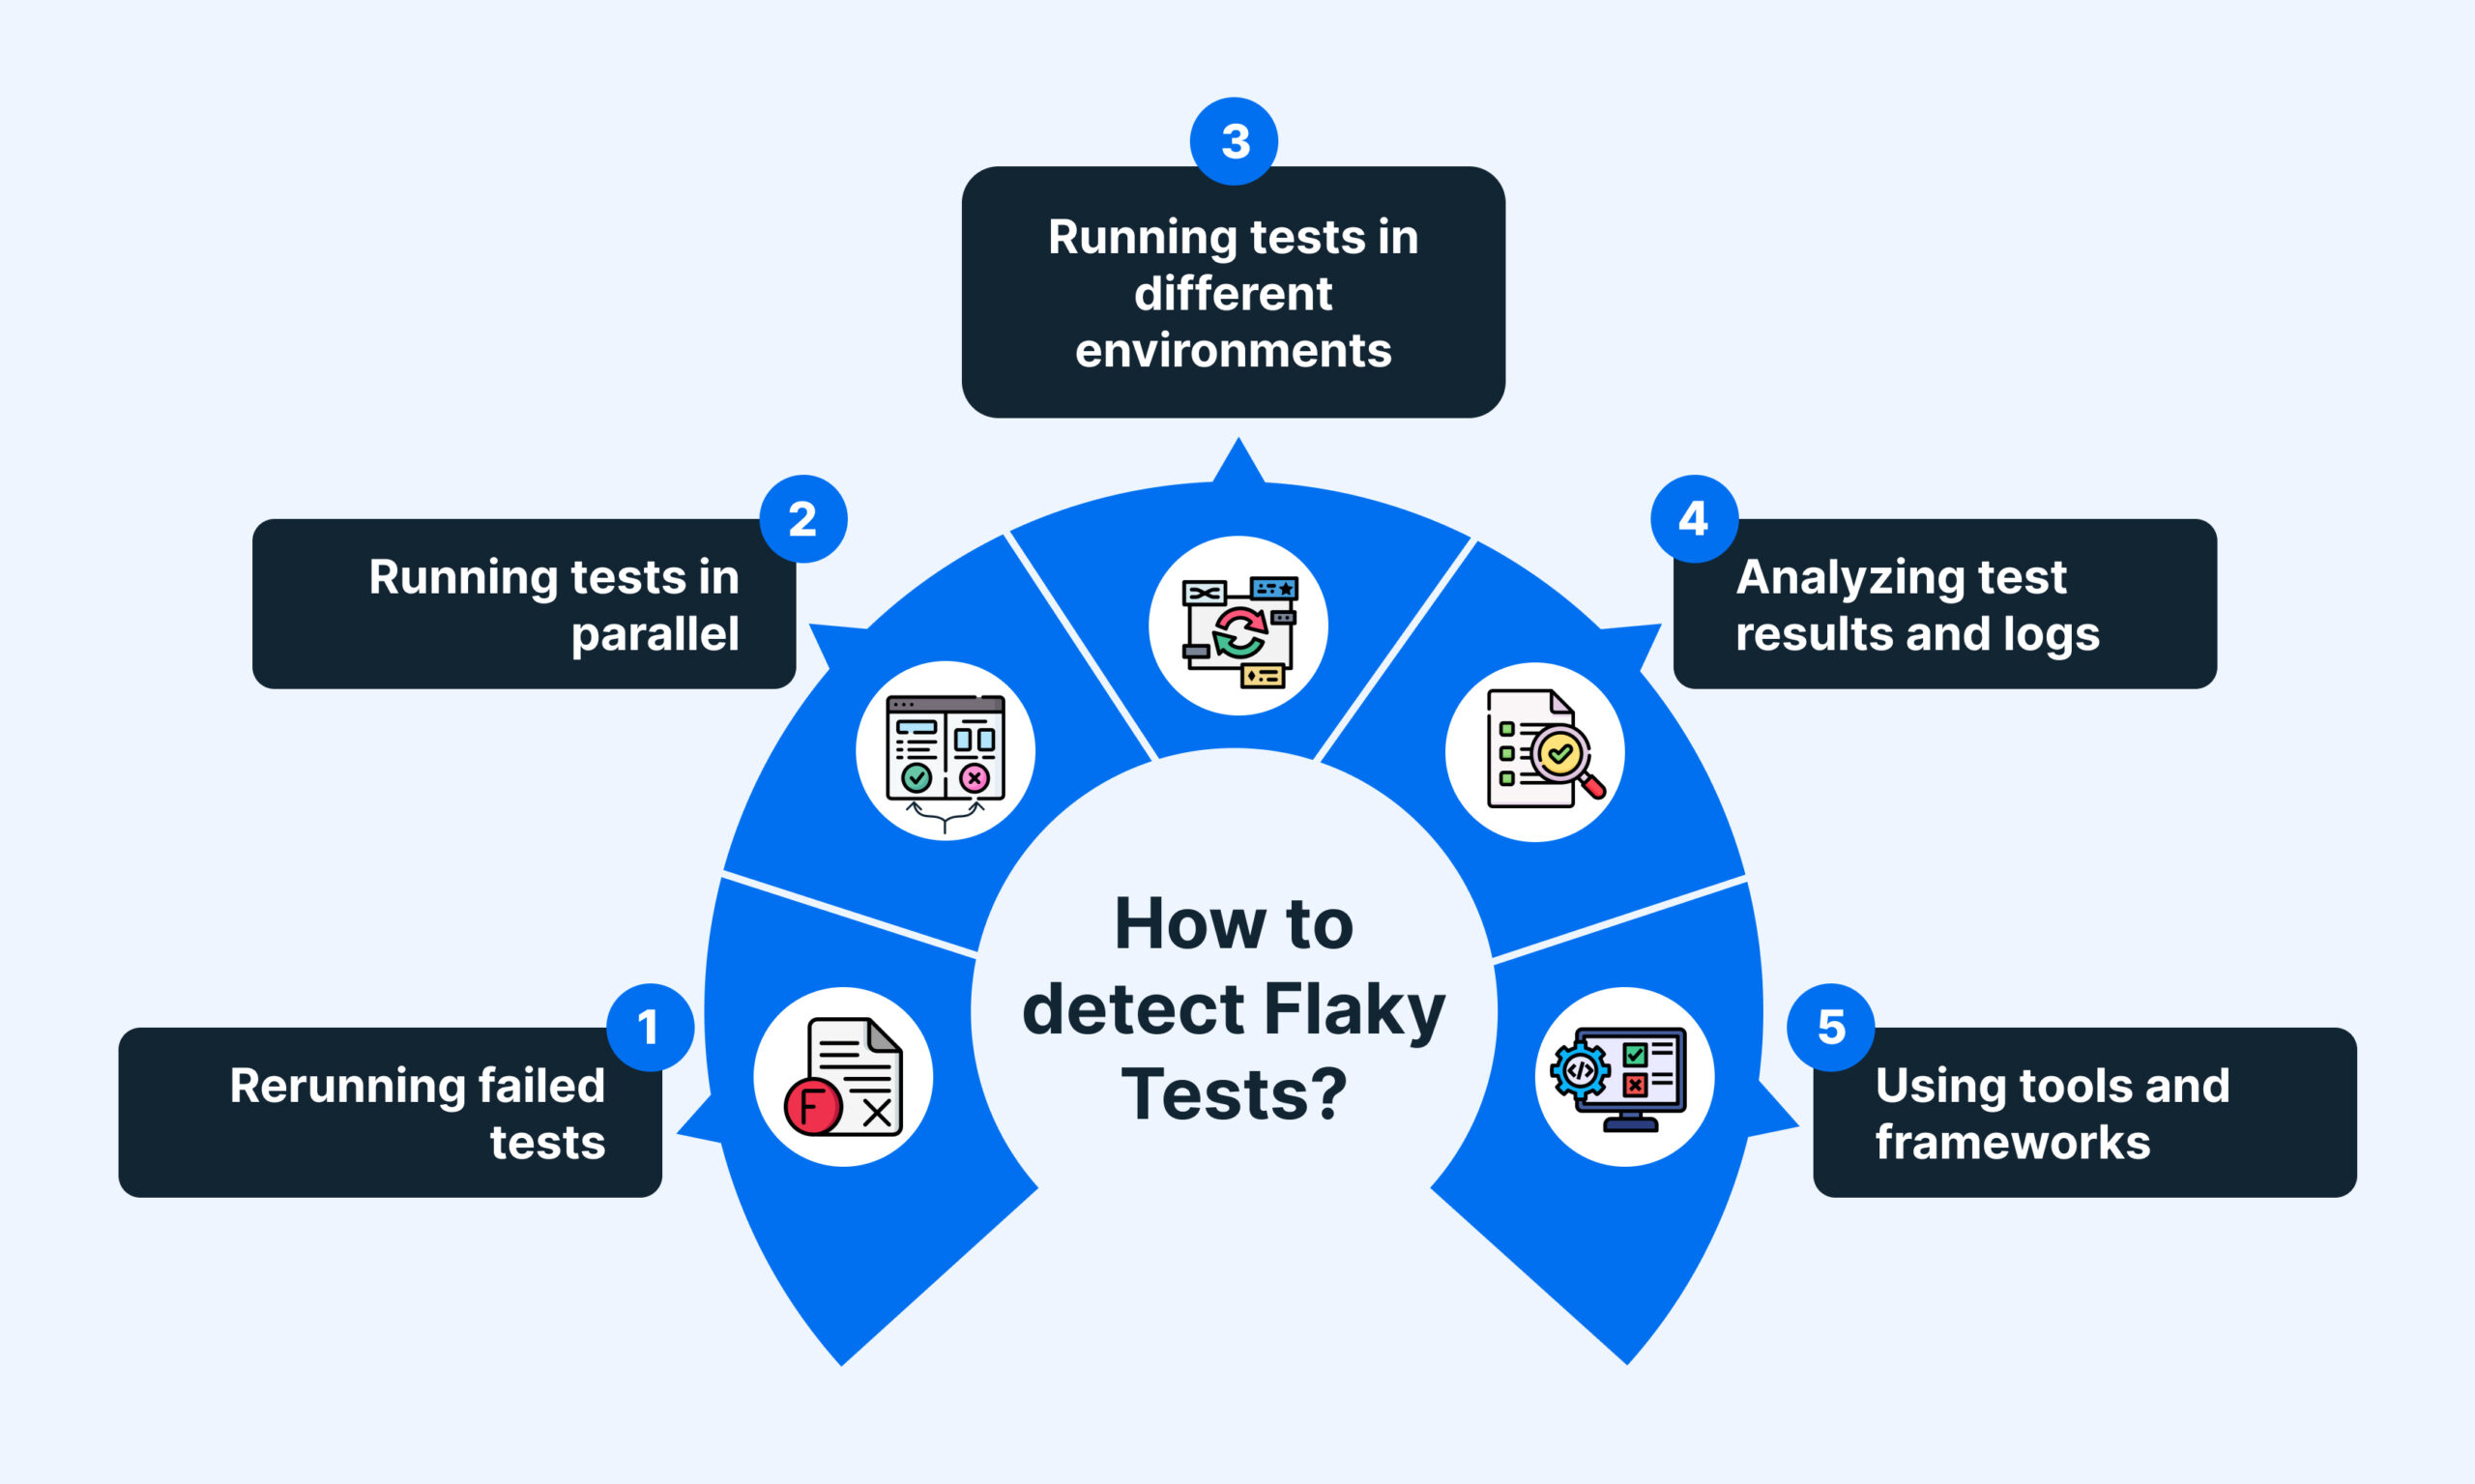 How to
detect Flaky
Tests?
1
Rerunning failed
tests
2
Running tests in
parallel
3
Running tests in
different
environments
4
Analyzing test
results and logs
5
Using tools and
frameworks
F